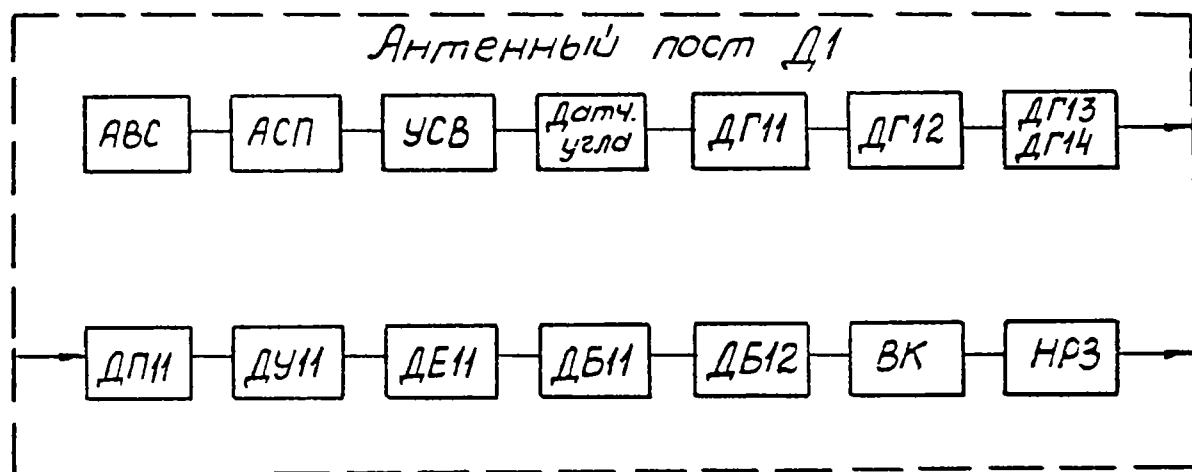 Антенный пост Д1
АВС
АСП
УСВ
Датч.
угла
ДГ11
ДГ12
ДГ13
ДГ14
ДП11
ДУ11
ДЕ11
ДБ11
ДБ12
ВК
НРЗ